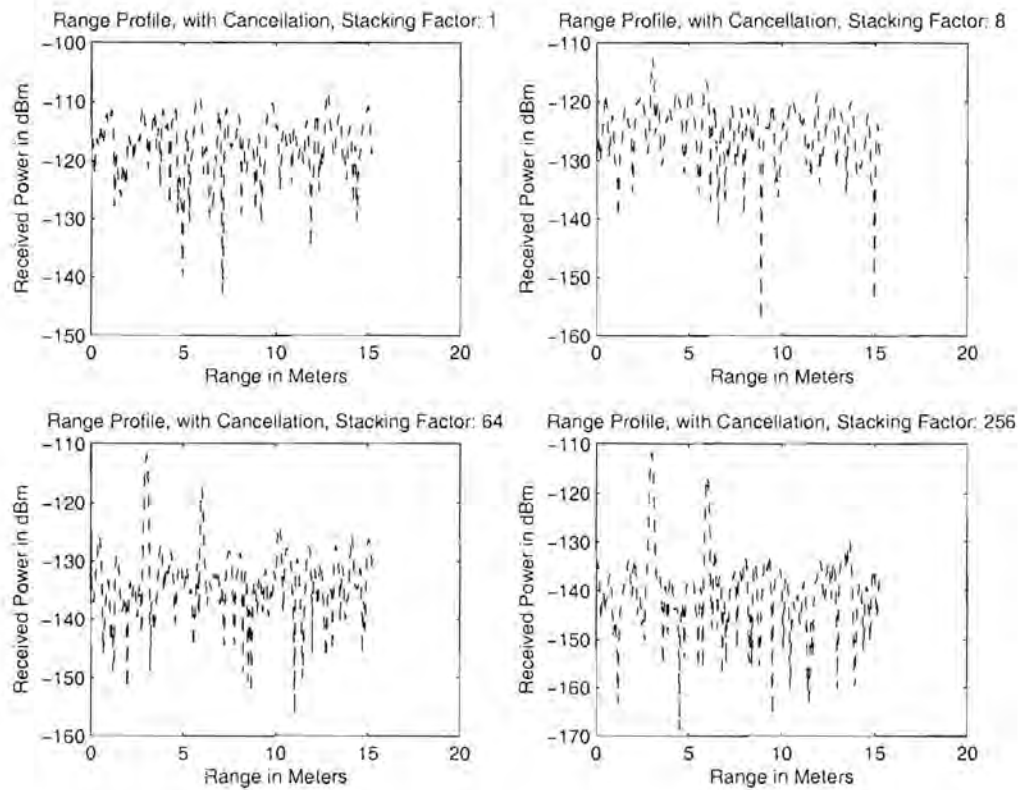 Range Profile, with Cancellation, Stacking Factor: 1
-100
-110
-120
-130
-140
-150
Received Power in dBm
0 5 10 15 20
Range in Meters
Range Profile, with Cancellation, Stacking Factor: 8
-110
-120
-130
-140
-150
-160
Received Power in dBm
0 5 10 15 20
Range in Meters
Range Profile, with Cancellation, Stacking Factor: 64
-110
-120
-130
-140
-150
-160
Received Power in dBm
0 5 10 15 20
Range in Meters
Range Profile, with Cancellation, Stacking Factor: 256
-110
-120
-130
-140
-150
-160
-170
Received Power in dBm
0 5 10 15 20
Range in Meters